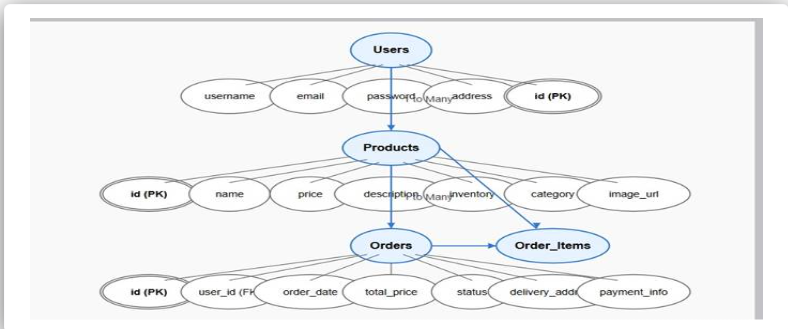 Users
username email password address id (PK)
1 to Many
Products
id (PK) name price description inventory category image_url
1 to Many
Orders Order_Items
id (PK) user_id (FK order_date total_price status delivery_addr payment_info